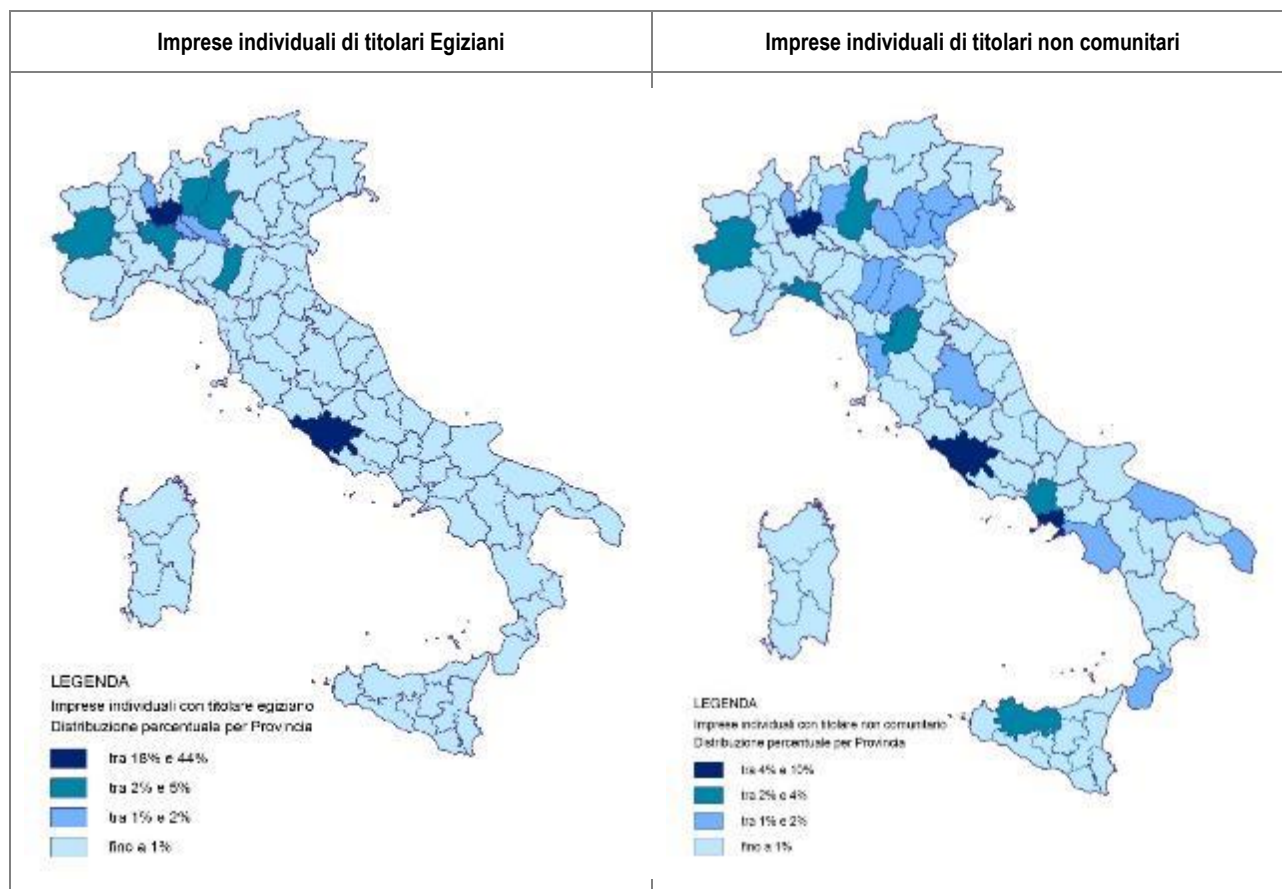 Imprese individuali di titolari Egiziani
Imprese individuali di titolari non comunitari
LEGENDA
Imprese individuali con titolare egiziano
Distribuzione percentuale per Provincia
tra 18% e 44%
tra 2% e 5%
tra 1% e 2%
fino a 1%
LEGENDA
Imprese individuali con titolare non comunitario
Distribuzione percentuale per Provincia
tra 4% e 10%
tra 2% e 4%
tra 1% e 2%
fino a 1%